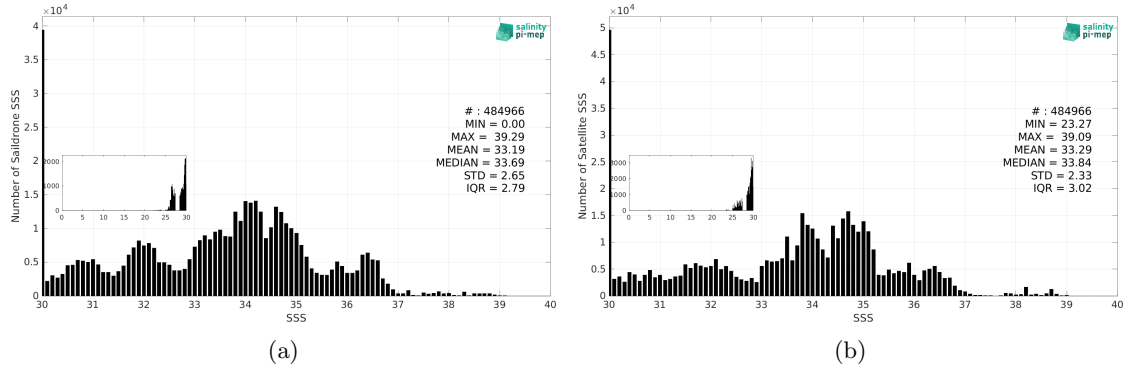 ×10⁴
4
3.5
3
2.5
2
1.5
1
0.5
0
Number of Saildrone SSS
salinity
pi-mep
# : 484966
MIN = 0.00
MAX = 39.29
MEAN = 33.19
MEDIAN = 33.69
STD = 2.65
IQR = 2.79
2000
1000
0
0 5 10 15 20 25 30
30 31 32 33 34 35 36 37 38 39 40
SSS
(a)
×10⁴
5
4.5
4
3.5
3
2.5
2
1.5
1
0.5
0
Number of Satellite SSS
salinity
pi-mep
# : 484966
MIN = 23.27
MAX = 39.09
MEAN = 33.29
MEDIAN = 33.84
STD = 2.33
IQR = 3.02
3000
2000
1000
0
0 5 10 15 20 25 30
30 31 32 33 34 35 36 37 38 39 40
SSS
(b)